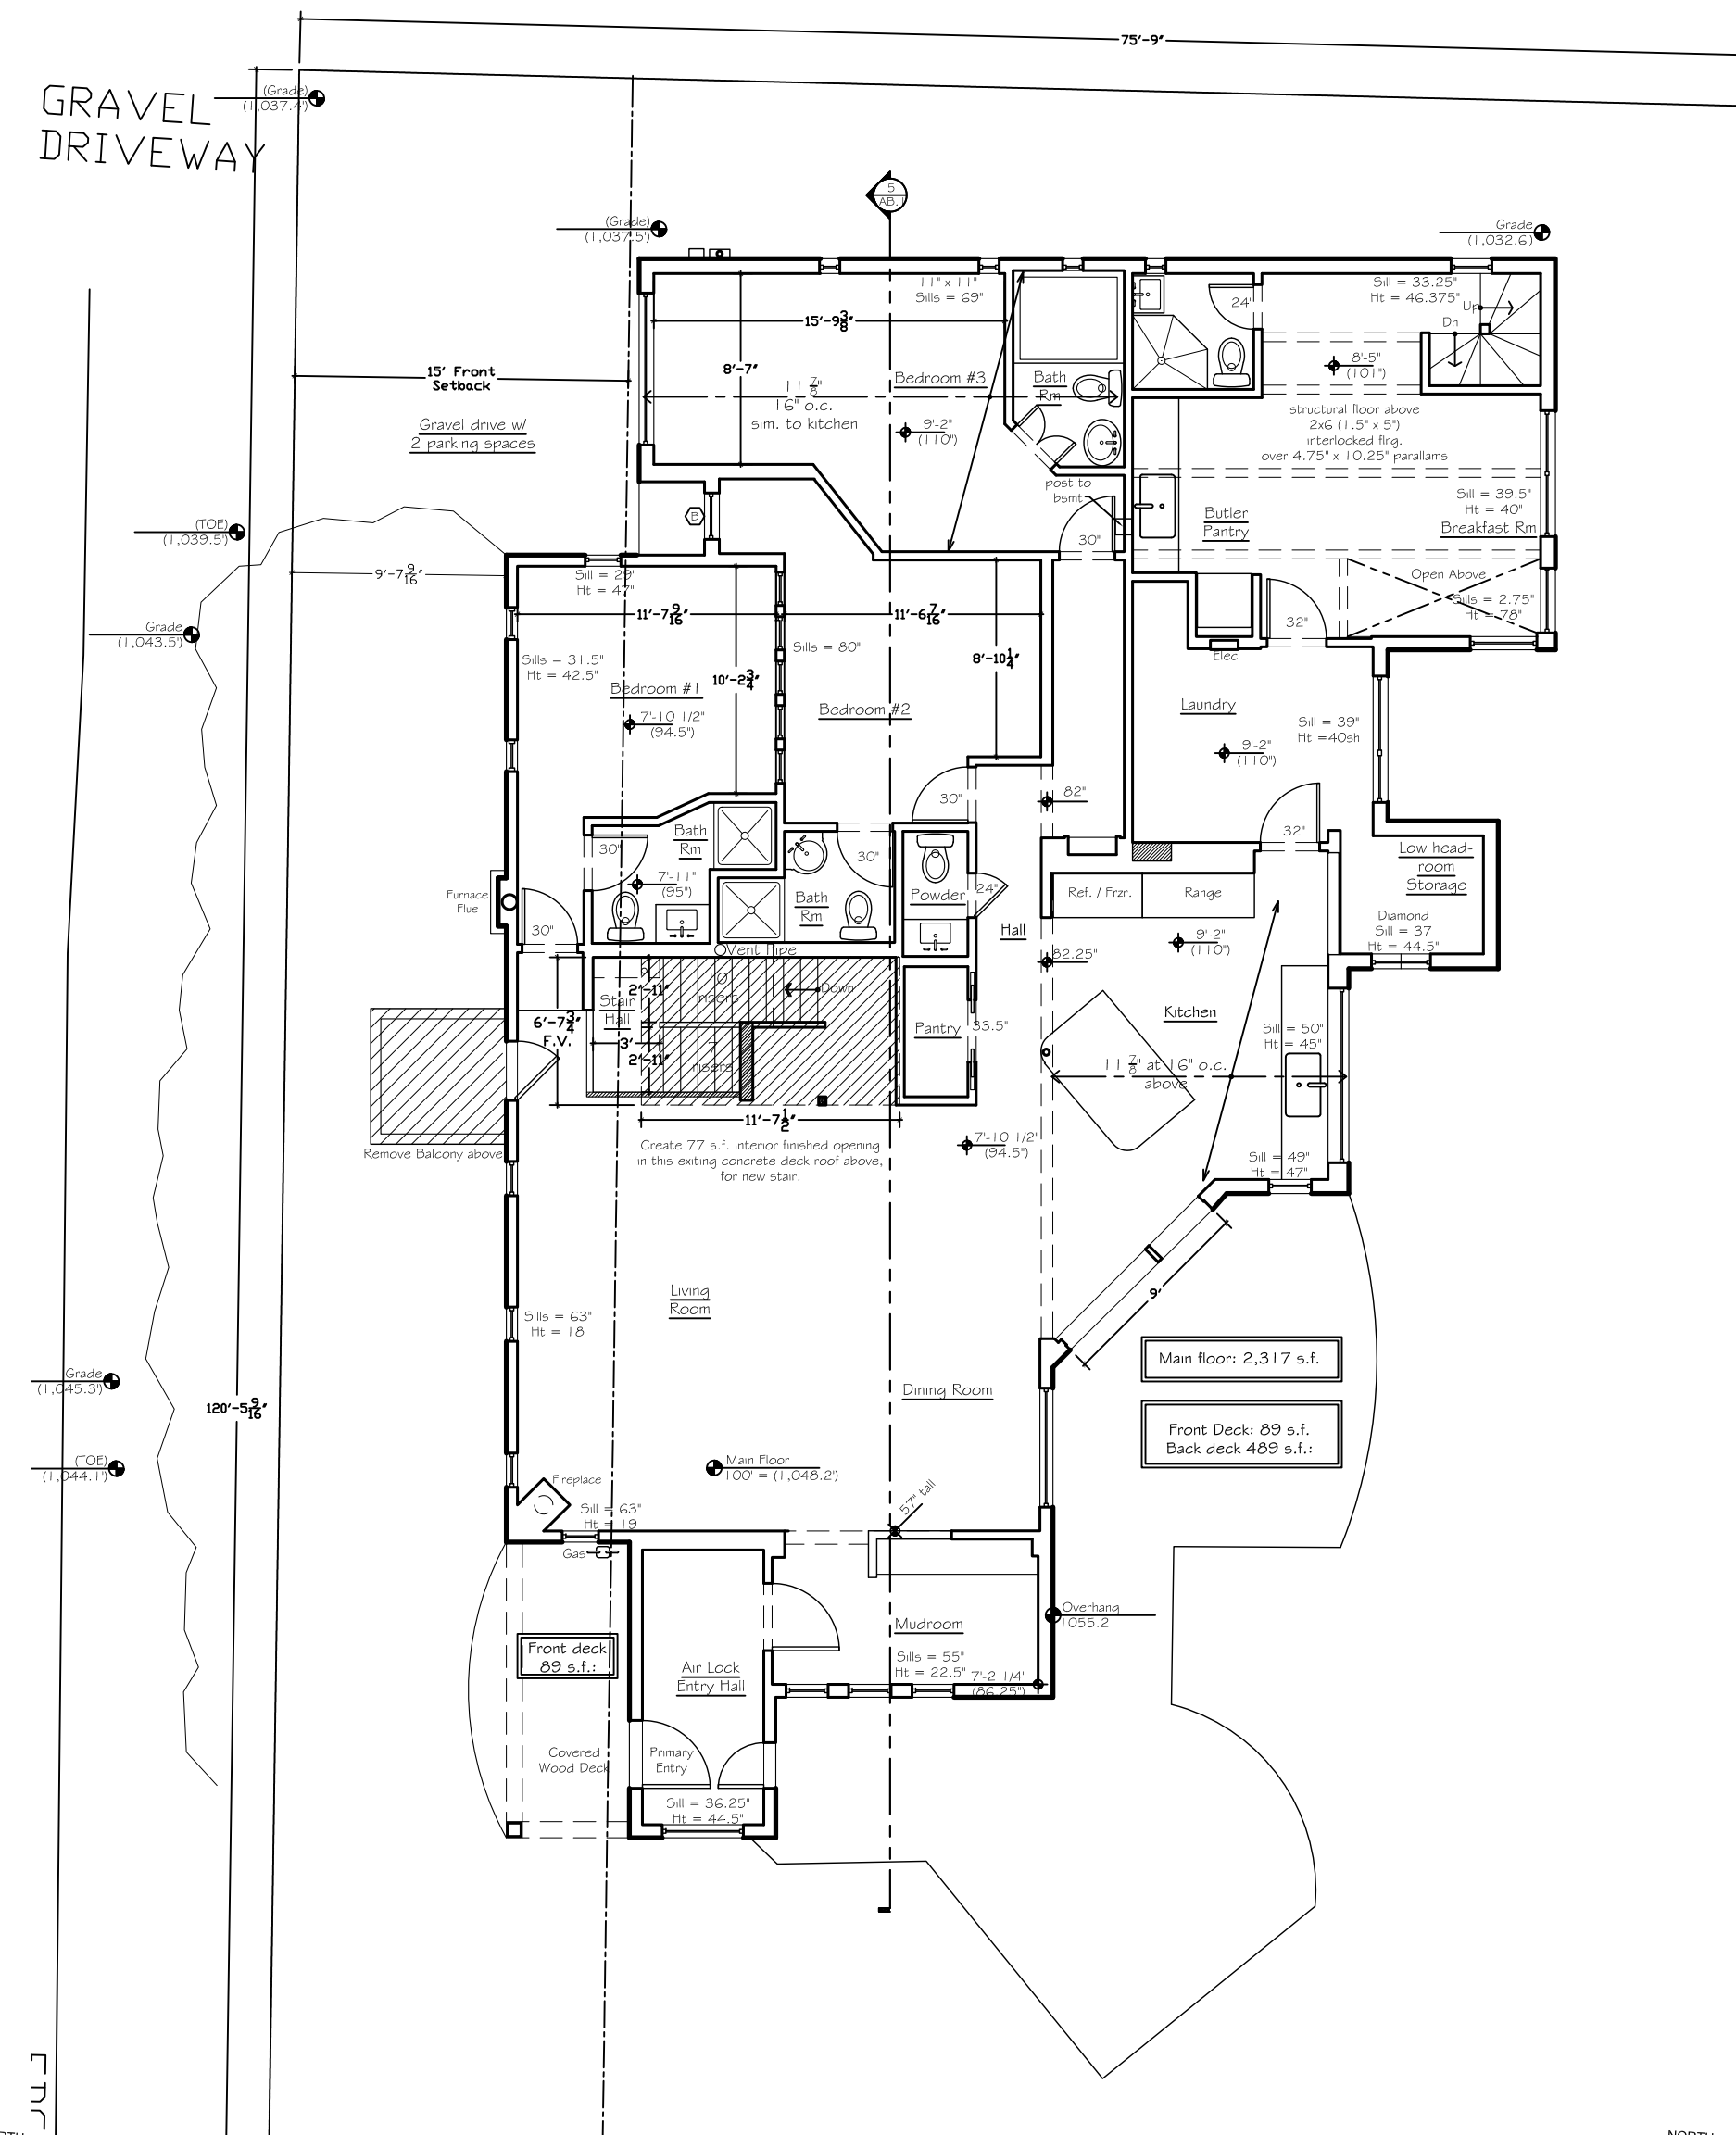 75'-9"
GRAVEL
DRIVEWAY
(Grade)
(1,037.4')
5
AB.
(Grade)
(1,037.5')
Grade
(1,032.6')
15' Front
Setback
Gravel drive w/
2 parking spaces
11" x 11"
Sills = 69"
15'-9 3/8"
8'-7"
11 7/8"
16" o.c.
sim. to kitchen
Bedroom #3
9'-2"
(110")
Bath
Rm
24"
Sill = 33.25"
Ht = 46.375"
Up
Dn
8'-5"
(101")
structural floor above
2x6 (1.5" x 5")
interlocked flrg.
over 4.75" x 10.25" parallams
post to
bsmt
30"
Butler
Pantry
Sill = 39.5"
Ht = 40"
Breakfast Rm
Open Above
Sills = 2.75"
Ht = 78"
32"
Elec
B
(TOE)
(1,039.5')
9'-7 9/16"
Grade
(1,043.5')
Sill = 29"
Ht = 47"
11'-7 9/16"
11'-6 7/16"
Sills = 31.5"
Ht = 42.5"
Sills = 80"
10'-2 3/4"
8'-10 1/4"
Bedroom #1
7'-10 1/2"
(94.5")
Bedroom #2
Laundry
Sill = 39"
Ht =40sh
9'-2"
(110")
30"
82"
32"
Bath
Rm
30"
30"
7'-11"
(95")
Bath
Rm
Powder
24"
Ref. / Frzr.
Range
Low head-
room
Storage
Diamond
Sill = 37
Ht = 44.5"
Furnace
Flue
30"
Hall
9'-2"
(110")
Vent Pipe
82.25"
10
risers
Down
2'-11"
Stair
Hall
6'-7 3/4"
F.V.
3'
2'-11"
7
risers
Pantry
33.5"
Kitchen
Sill = 50"
Ht = 45"
11 7/8" at 16" o.c.
above
11'-7 1/2"
Remove Balcony above
Create 77 s.f. interior finished opening
in this exiting concrete deck roof above,
for new stair.
7'-10 1/2"
(94.5")
Sill = 49"
Ht = 47"
Living
Room
Sills = 63"
Ht = 18
9'
Main floor: 2,317 s.f.
Grade
(1,045.3')
120'-5 9/16"
Dining Room
Front Deck: 89 s.f.
Back deck 489 s.f.:
(TOE)
(1,044.1')
Main Floor
100' = (1,048.2')
Fireplace
57" tall
Sill = 63"
Ht = 19
Gas
Overhang
1055.2
Mudroom
Front deck
89 s.f.:
Air Lock
Entry Hall
Sills = 55"
Ht = 22.5"
7'-2 1/4"
(86.25")
Covered
Wood Deck
Primary
Entry
Sill = 36.25"
Ht = 44.5"